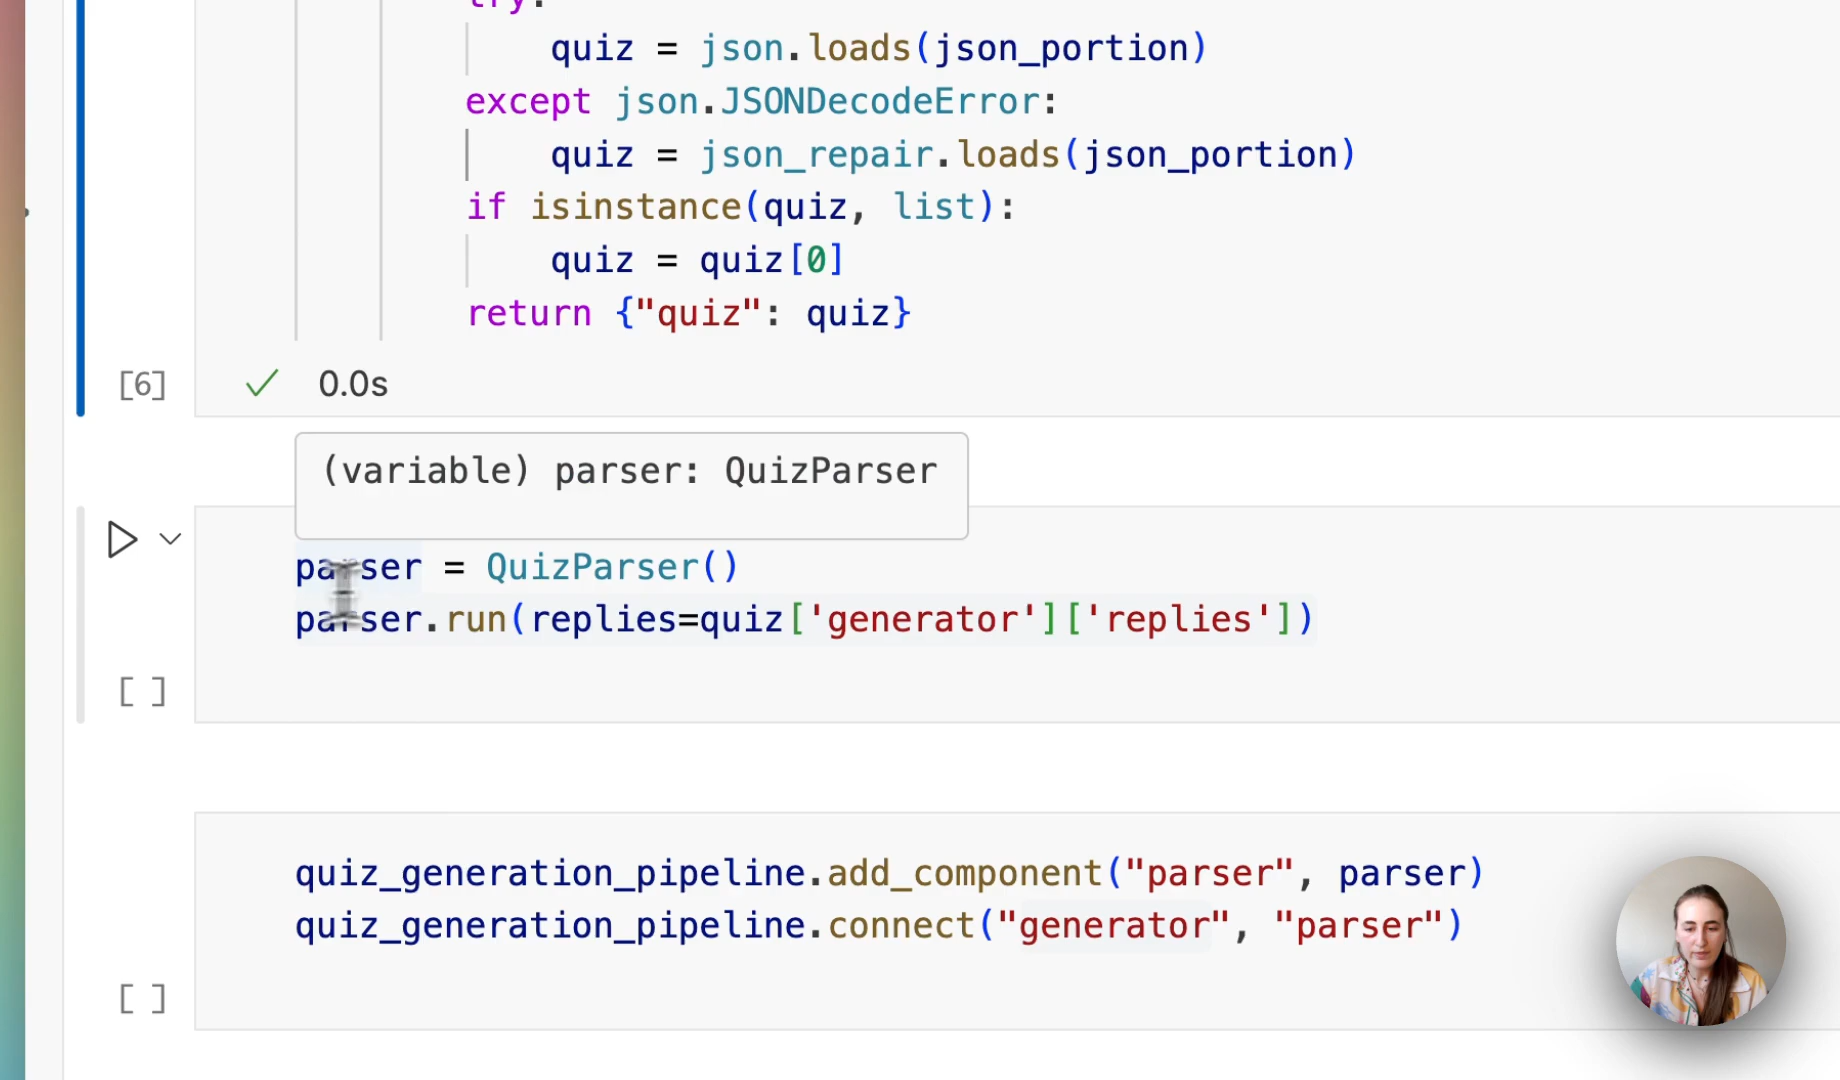 try:
quiz = json.loads(json_portion)
except json.JSONDecodeError:
quiz = json_repair.loads(json_portion)
if isinstance(quiz, list):
quiz = quiz[0]
return {"quiz": quiz}
[6]
0.0s
(variable) parser: QuizParser
parser = QuizParser()
parser.run(replies=quiz['generator']['replies'])
[ ]
quiz_generation_pipeline.add_component("parser", parser)
quiz_generation_pipeline.connect("generator", "parser")
[ ]